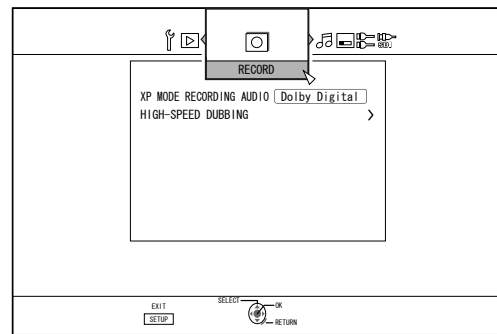 RECORD
XP MODE RECORDING AUDIO Dolby Digital
HIGH-SPEED DUBBING
EXIT
SETUP
SELECT
OK
RETURN